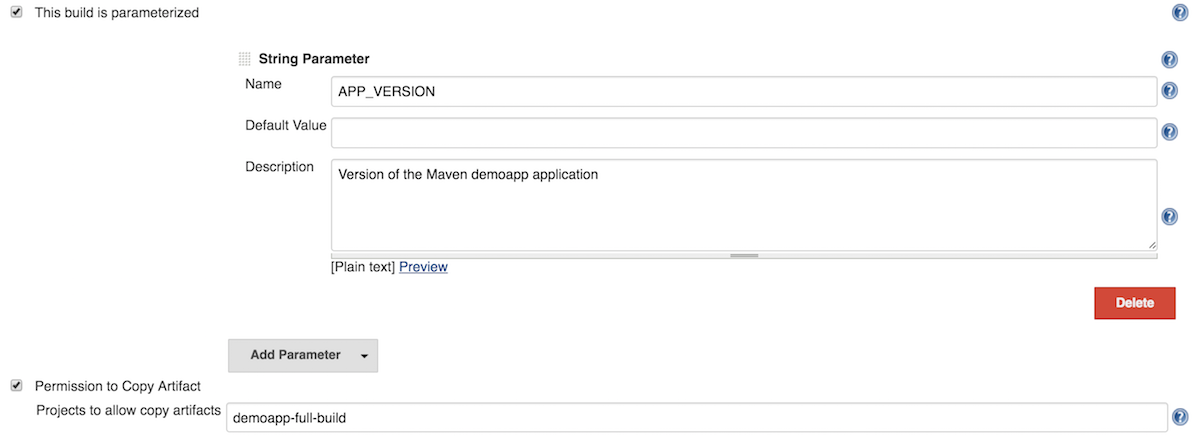 This build is parameterized
String Parameter
Name
APP_VERSION
Default Value
Description
Version of the Maven demoapp application
[Plain text] Preview
Delete
Add Parameter
Permission to Copy Artifact
Projects to allow copy artifacts
demoapp-full-build